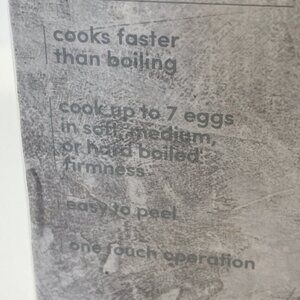 cooks faster
than boiling
cook up to 7 eggs
in soft, medium,
or hard boiled
firmness
easy to peel
one touch operation